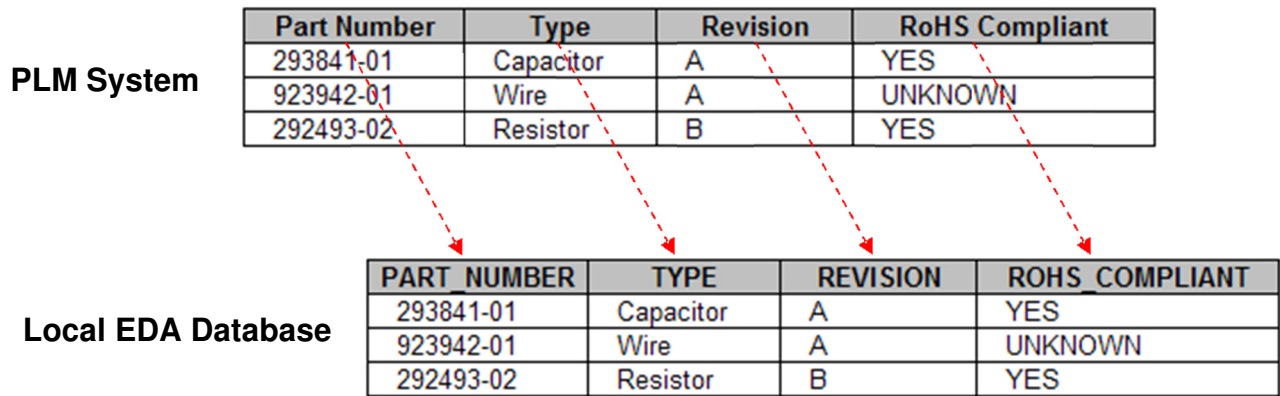 Part Number Type Revision RoHS Compliant
293841-01 Capacitor A YES
PLM System
923942-01 Wire A UNKNOWN
292493-02 Resistor B YES
PART_NUMBER TYPE REVISION ROHS_COMPLIANT
293841-01 Capacitor A YES
Local EDA Database
923942-01 Wire A UNKNOWN
292493-02 Resistor B YES